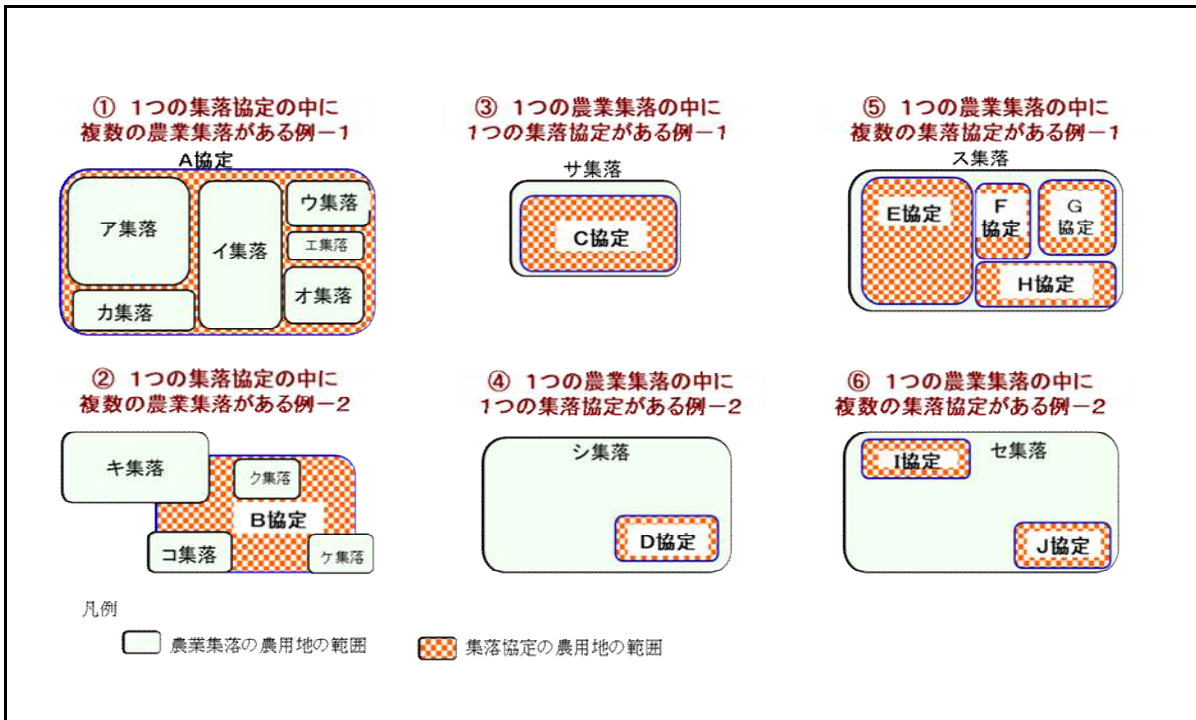 ① 1つの集落協定の中に
複数の農業集落がある例－1
A協定
ア集落
イ集落
ウ集落
エ集落
オ集落
カ集落
② 1つの集落協定の中に
複数の農業集落がある例－2
キ集落
ク集落
B協定
コ集落
ケ集落
③ 1つの農業集落の中に
1つの集落協定がある例－1
サ集落
C協定
④ 1つの農業集落の中に
1つの集落協定がある例－2
シ集落
D協定
⑤ 1つの農業集落の中に
複数の集落協定がある例－1
ス集落
E協定
F
協定
G
協定
H協定
⑥ 1つの農業集落の中に
複数の集落協定がある例－2
I協定
セ集落
J協定
凡例
農業集落の農用地の範囲
集落協定の農用地の範囲